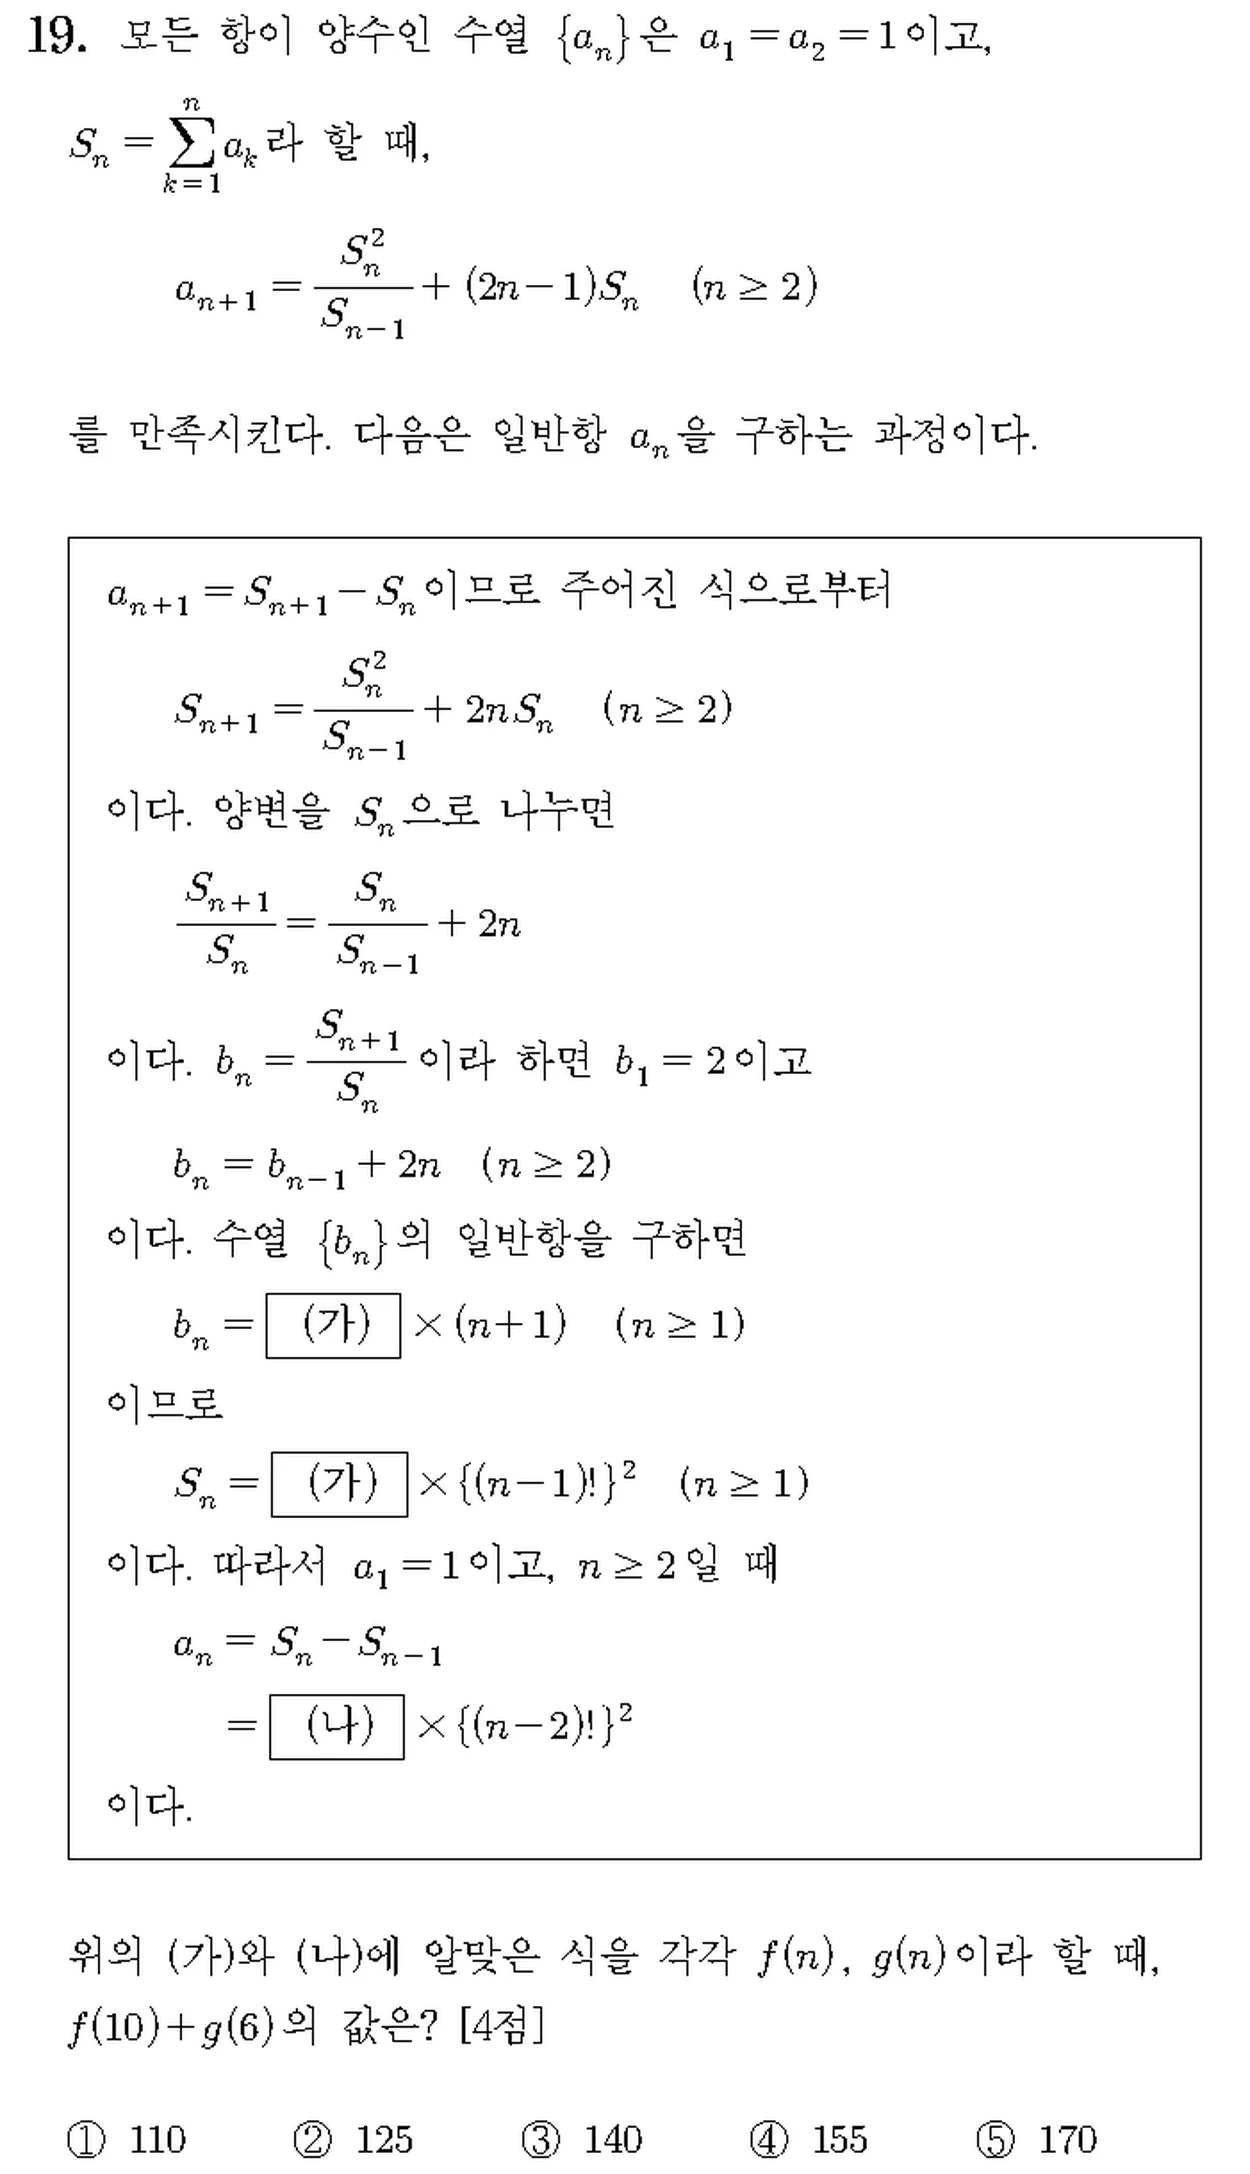 19. 모든 항이 양수인 수열 {aₙ}은 a₁ = a₂ = 1이고,
Sₙ = ∑ₖ₌₁ⁿ aₖ라 할 때,
aₙ₊₁ = Sₙ²/Sₙ₋₁ + (2n−1)Sₙ (n ≥ 2)
를 만족시킨다. 다음은 일반항 aₙ을 구하는 과정이다.
aₙ₊₁ = Sₙ₊₁ − Sₙ이므로 주어진 식으로부터
Sₙ₊₁ = Sₙ²/Sₙ₋₁ + 2nSₙ (n ≥ 2)
이다. 양변을 Sₙ으로 나누면
Sₙ₊₁/Sₙ = Sₙ/Sₙ₋₁ + 2n
이다. bₙ = Sₙ₊₁/Sₙ이라 하면 b₁ = 2이고
bₙ = bₙ₋₁ + 2n (n ≥ 2)
이다. 수열 {bₙ}의 일반항을 구하면
bₙ = (가) × (n+1) (n ≥ 1)
이므로
Sₙ = (가) × {(n−1)!}² (n ≥ 1)
이다. 따라서 a₁ = 1이고, n ≥ 2일 때
aₙ = Sₙ − Sₙ₋₁
= (나) × {(n−2)!}²
이다.
위의 (가)와 (나)에 알맞은 식을 각각 f(n), g(n)이라 할 때,
f(10)+g(6)의 값은? [4점]
① 110 ② 125 ③ 140 ④ 155 ⑤ 170